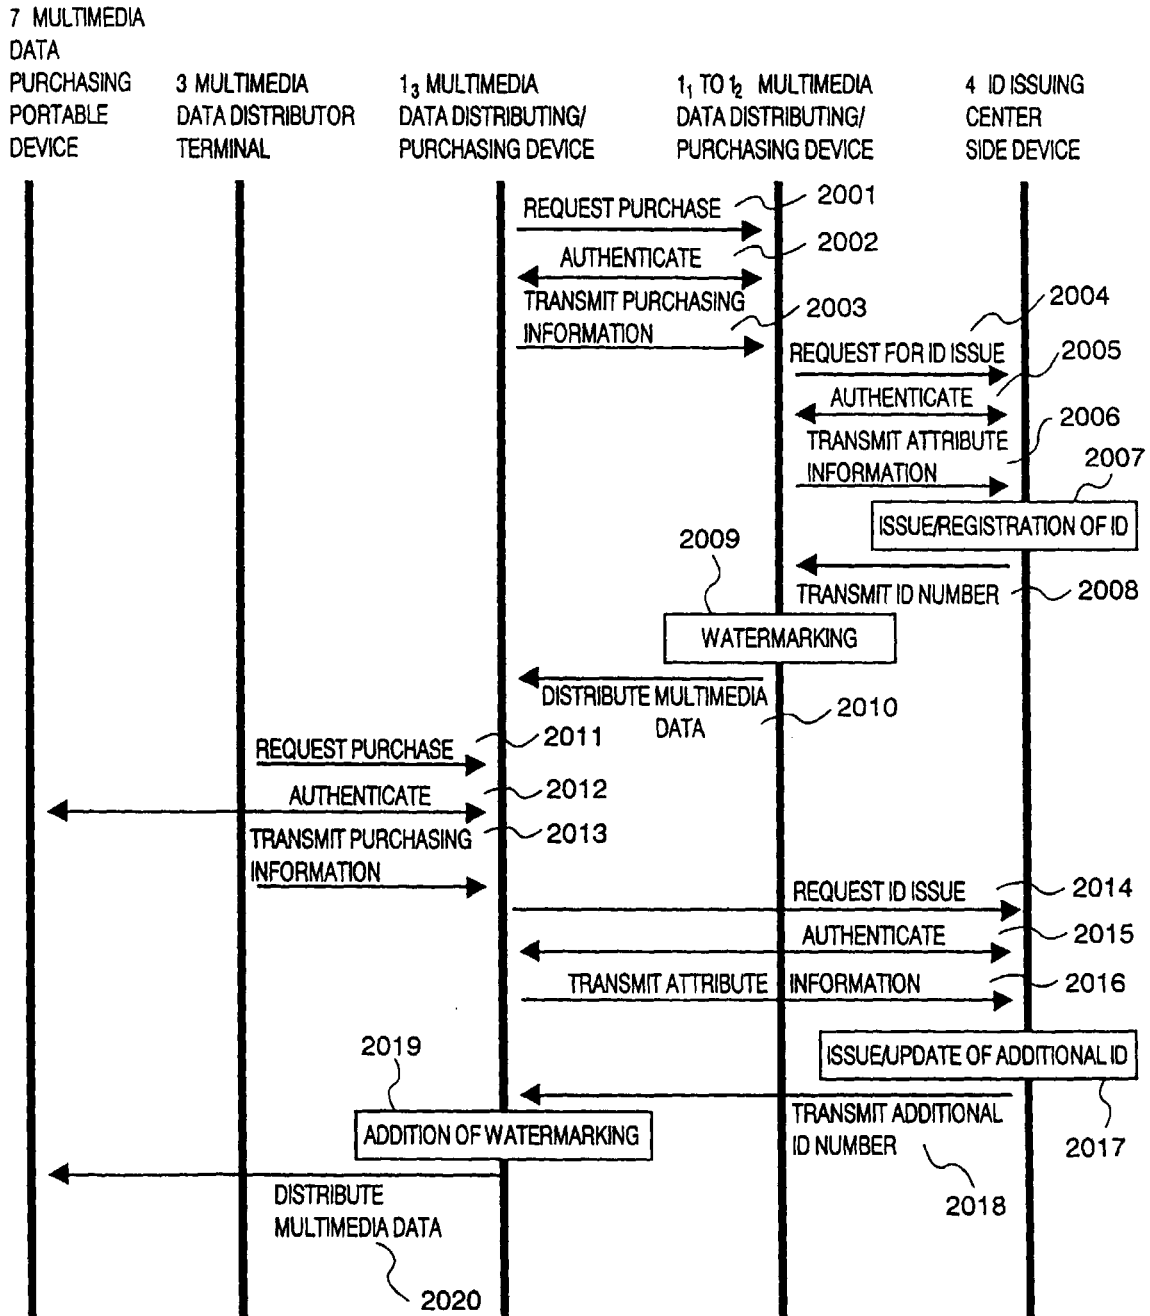 7 MULTIMEDIA
DATA
PURCHASING
PORTABLE
DEVICE
3 MULTIMEDIA
DATA DISTRIBUTOR
TERMINAL
1₃ MULTIMEDIA
DATA DISTRIBUTING/
PURCHASING DEVICE
1₁ TO 1₂ MULTIMEDIA
DATA DISTRIBUTING/
PURCHASING DEVICE
4 ID ISSUING
CENTER
SIDE DEVICE
REQUEST PURCHASE
2001
AUTHENTICATE
2002
TRANSMIT PURCHASING
INFORMATION
2003
REQUEST FOR ID ISSUE
2004
AUTHENTICATE
2005
TRANSMIT ATTRIBUTE
INFORMATION
2006
2007
ISSUE/REGISTRATION OF ID
TRANSMIT ID NUMBER
2008
2009
WATERMARKING
DISTRIBUTE MULTIMEDIA
DATA
2010
REQUEST PURCHASE
2011
AUTHENTICATE
2012
TRANSMIT PURCHASING
INFORMATION
2013
REQUEST ID ISSUE
2014
AUTHENTICATE
2015
TRANSMIT ATTRIBUTE INFORMATION
2016
ISSUE/UPDATE OF ADDITIONAL ID
2017
TRANSMIT ADDITIONAL
ID NUMBER
2018
2019
ADDITION OF WATERMARKING
DISTRIBUTE
MULTIMEDIA DATA
2020